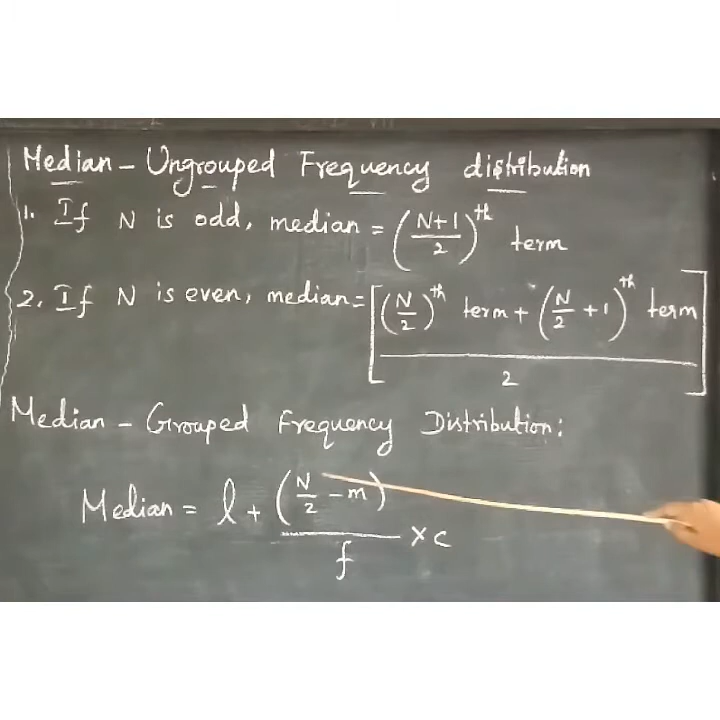 Median - Ungrouped Frequency distribution
1. If N is odd, median = ((N+1)/2)^th term
2. If N is even, median = [((N/2)^th term + (N/2 + 1)^th term)/2]
Median - Grouped Frequency Distribution:
Median = l + ((N/2 - m)/f) × c